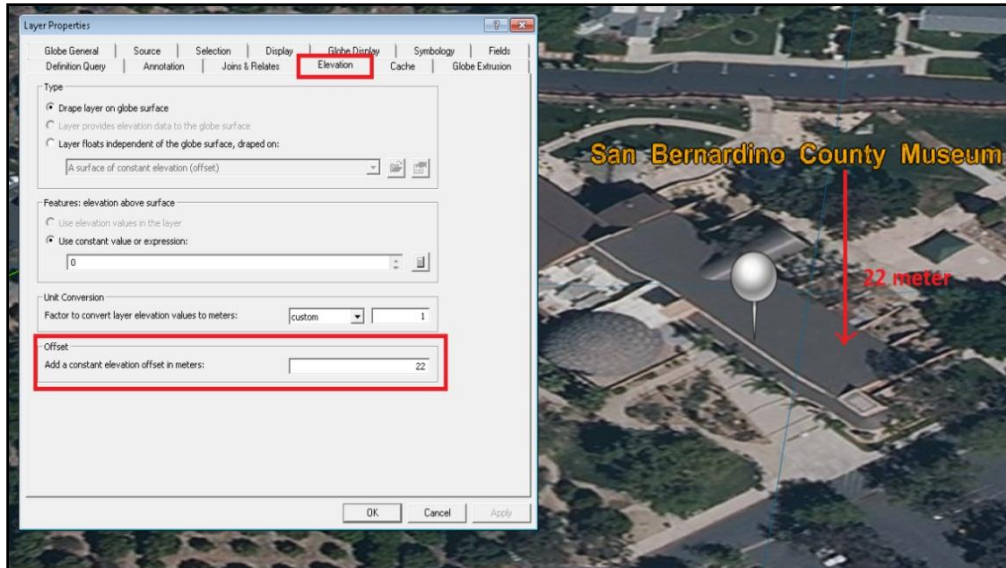 Layer Properties
Globe General Source Selection Display Globe Display Symbology Fields
Definition Query Annotation Joins & Relates Elevation Cache Globe Extrusion
Type
Drape layer on globe surface
Layer provides elevation data to the globe surface
Layer floats independent of the globe surface, draped on:
A surface of constant elevation (offset)
Features: elevation above surface
Use elevation values in the layer
Use constant value or expression:
0
Unit Conversion
Factor to convert layer elevation values to meters: custom 1
Offset
Add a constant elevation offset in meters: 22
OK Cancel Apply
San Bernardino County Museum
22 meter